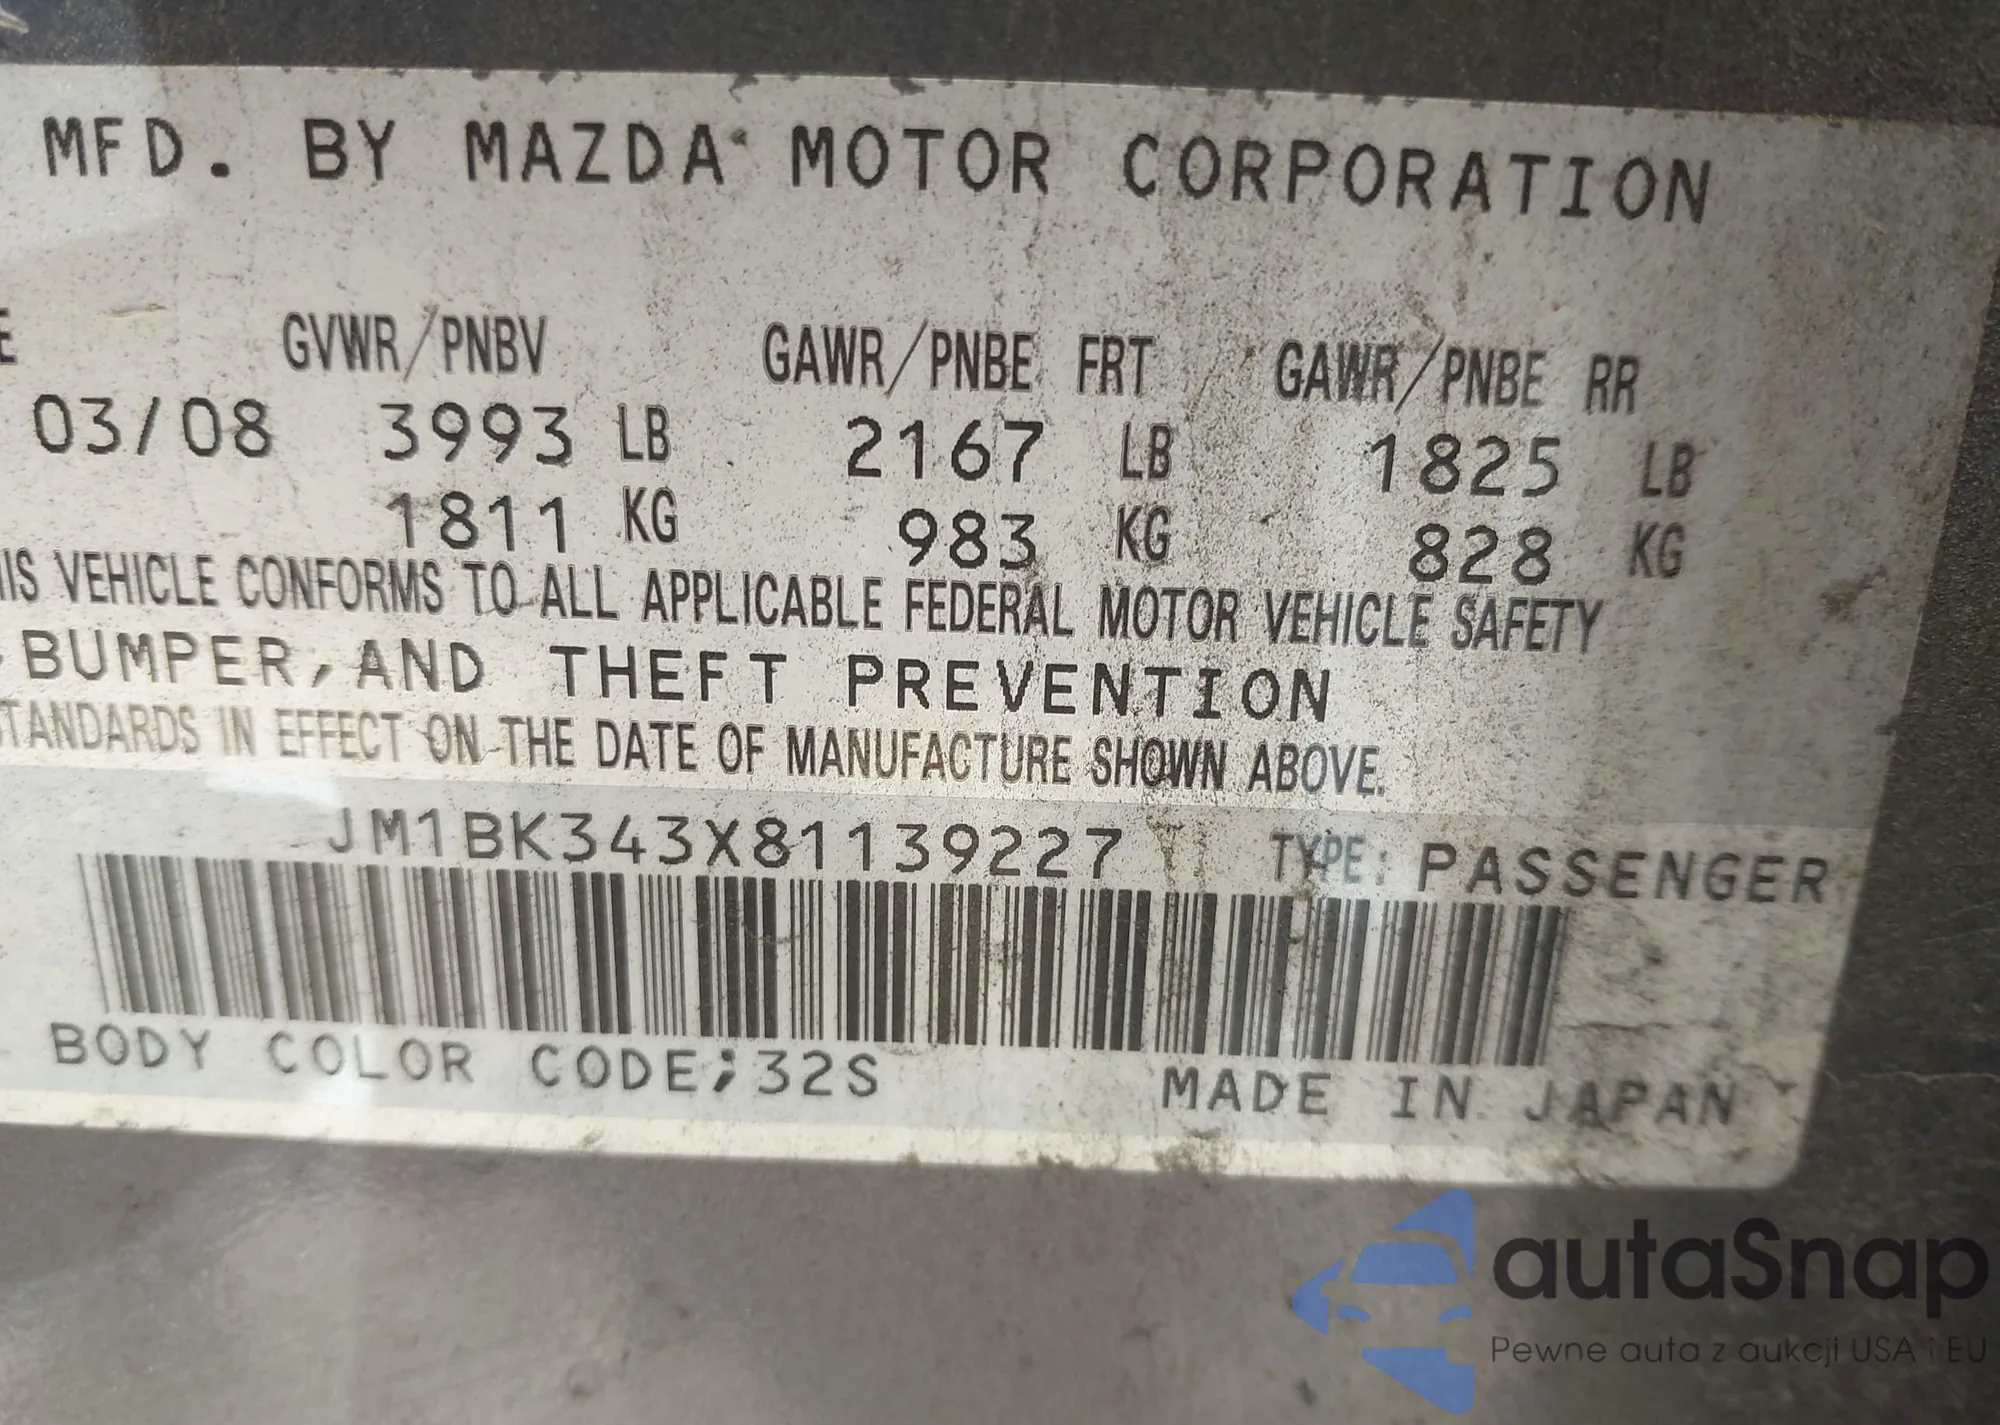 MFD. BY MAZDA MOTOR CORPORATION
E GVWR/PNBV GAWR/PNBE FRT GAWR/PNBE RR
03/08 3993 LB 2167 LB 1825 LB
1811 KG 983 KG 828 KG
HIS VEHICLE CONFORMS TO ALL APPLICABLE FEDERAL MOTOR VEHICLE SAFETY
, BUMPER, AND THEFT PREVENTION
STANDARDS IN EFFECT ON THE DATE OF MANUFACTURE SHOWN ABOVE.
JM1BK343X81139227 TYPE: PASSENGER
BODY COLOR CODE;32S MADE IN JAPAN
autaSnap
Pewne auta z aukcji USA i EU